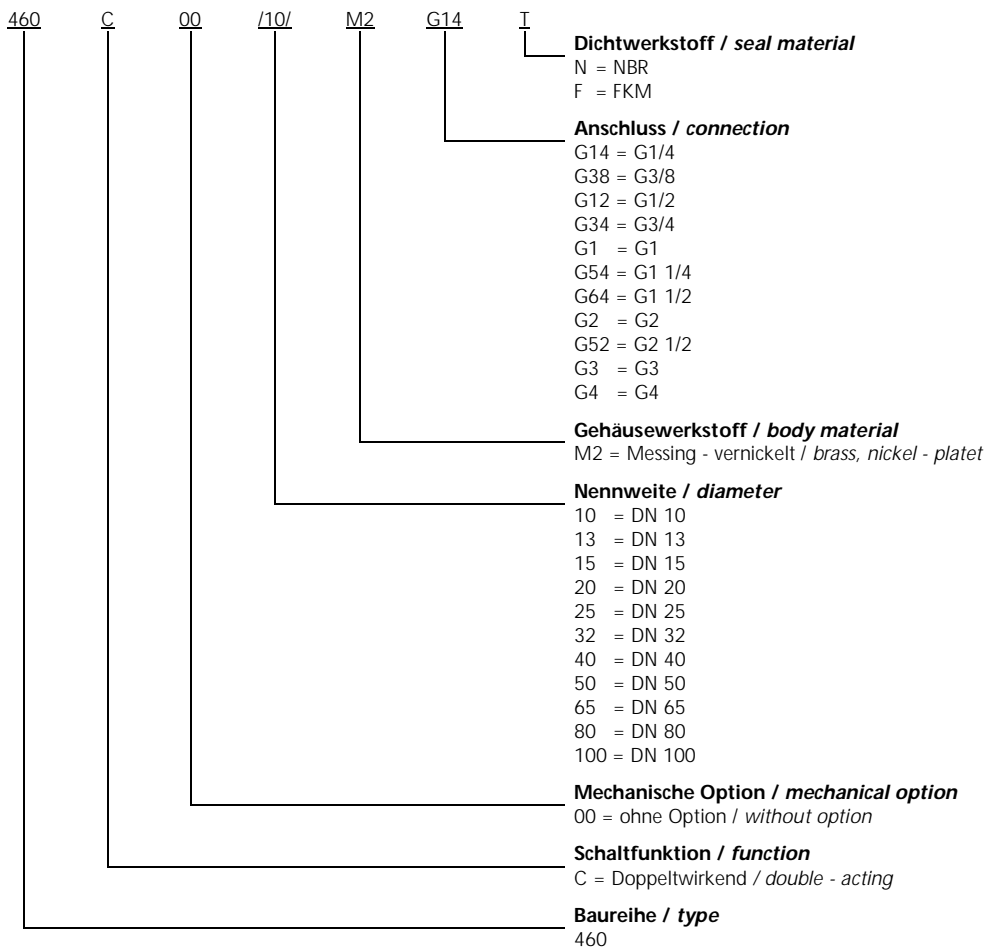 460 C 00 /10/ M2 G14 T
Dichtwerkstoff / seal material
N = NBR
F = FKM
Anschluss / connection
G14 = G1/4
G38 = G3/8
G12 = G1/2
G34 = G3/4
G1 = G1
G54 = G1 1/4
G64 = G1 1/2
G2 = G2
G52 = G2 1/2
G3 = G3
G4 = G4
Gehäusewerkstoff / body material
M2 = Messing - vernickelt / brass, nickel - platet
Nennweite / diameter
10 = DN 10
13 = DN 13
15 = DN 15
20 = DN 20
25 = DN 25
32 = DN 32
40 = DN 40
50 = DN 50
65 = DN 65
80 = DN 80
100 = DN 100
Mechanische Option / mechanical option
00 = ohne Option / without option
Schaltfunktion / function
C = Doppeltwirkend / double - acting
Baureihe / type
460